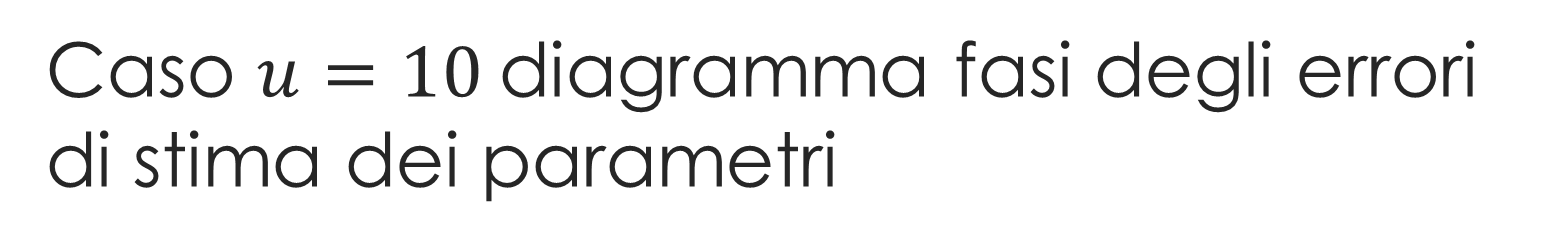 Caso 𝑢 = 10 diagramma fasi degli errori
di stima dei parametri